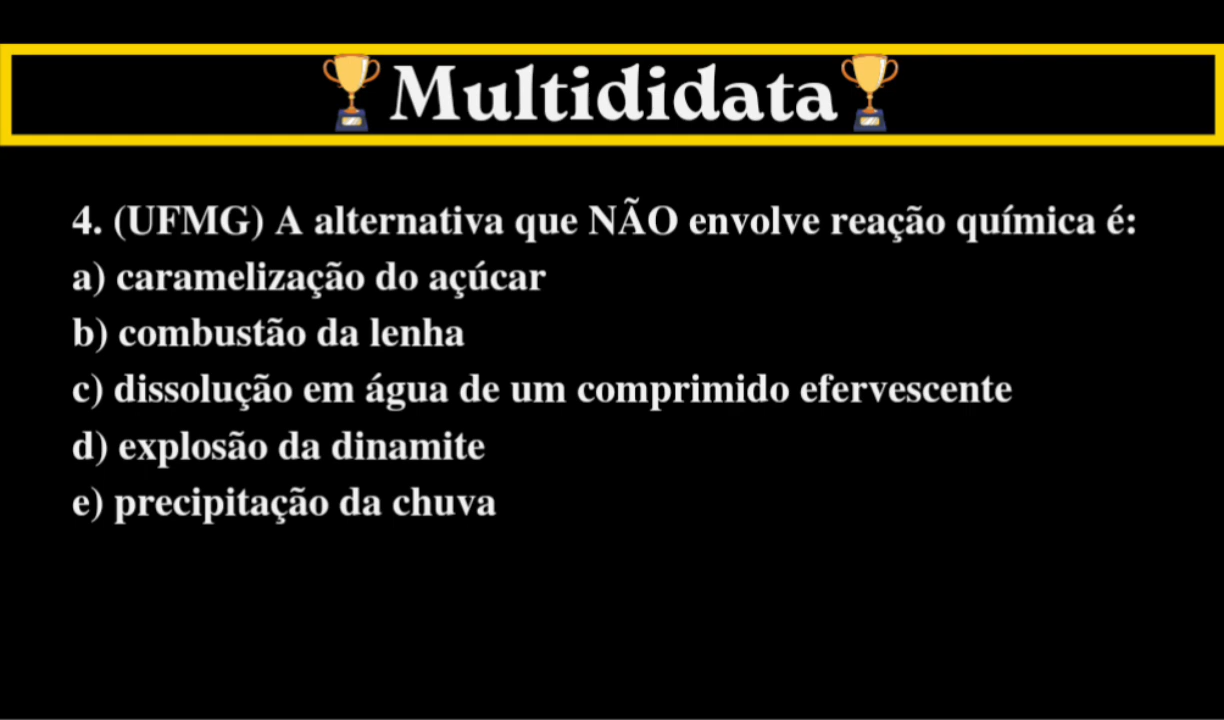 Multididata
4. (UFMG) A alternativa que NÃO envolve reação química é:
a) caramelização do açúcar
b) combustão da lenha
c) dissolução em água de um comprimido efervescente
d) explosão da dinamite
e) precipitação da chuva